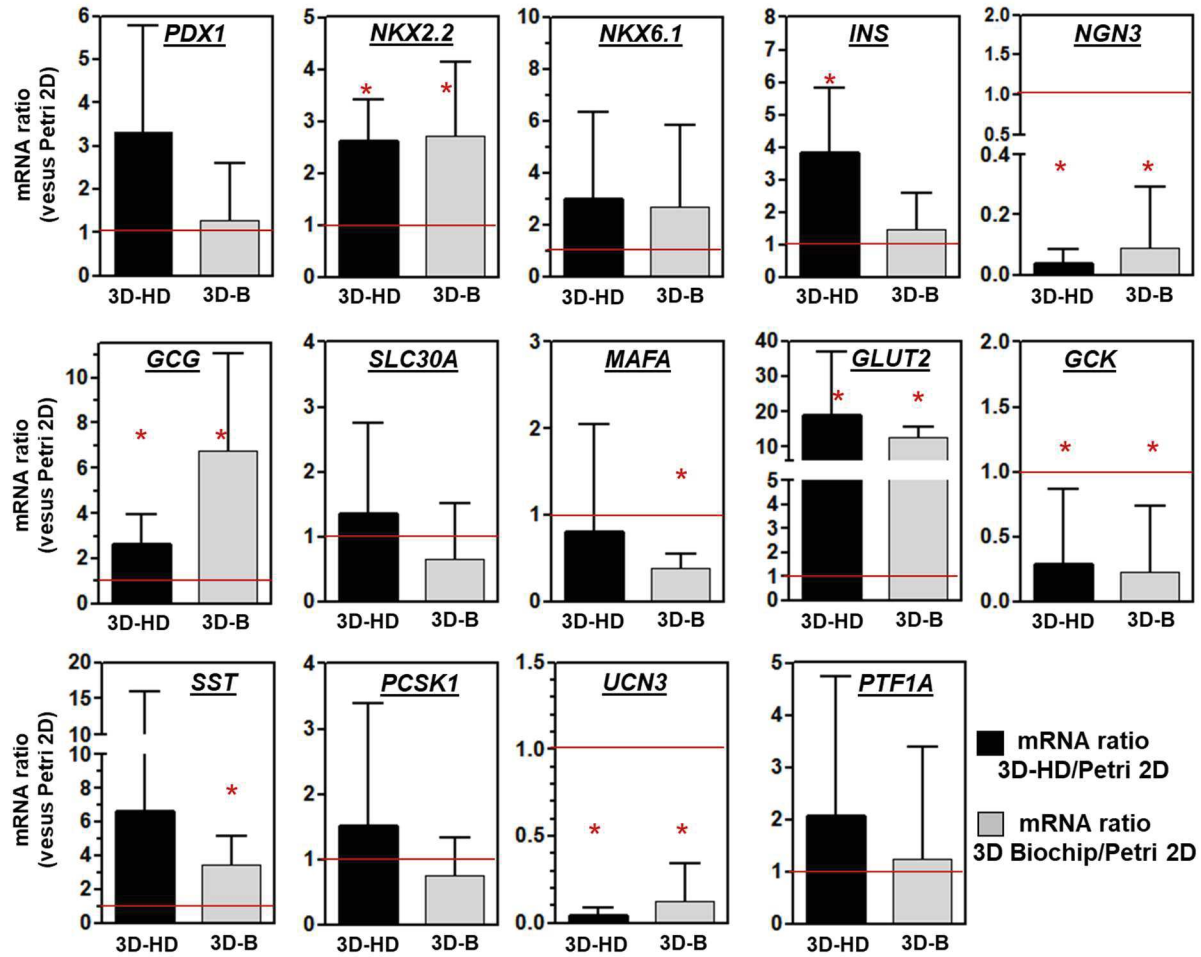 PDX1
NKX2.2
NKX6.1
INS
NGN3
mRNA ratio
(vesus Petri 2D)
6
5
4
3
2
1
0
5
4
3
2
1
0
10
8
6
4
2
0
8
7
6
5
4
3
2
1
0
2.0
1.5
1.0
0.5
0.4
0.2
0.0
*
*
*
*
*
3D-HD
3D-B
3D-HD
3D-B
3D-HD
3D-B
3D-HD
3D-B
3D-HD
3D-B
GCG
SLC30A
MAFA
GLUT2
GCK
mRNA ratio
(vesus Petri 2D)
10
8
6
4
2
0
4
3
2
1
0
3
2
1
0
40
30
20
10
5
4
3
2
1
0
2.0
1.5
1.0
0.5
0.0
*
*
*
*
*
*
*
3D-HD
3D-B
3D-HD
3D-B
3D-HD
3D-B
3D-HD
3D-B
3D-HD
3D-B
SST
PCSK1
UCN3
PTF1A
mRNA ratio
(vesus Petri 2D)
20
15
10
8
6
4
2
0
4
3
2
1
0
1.5
1.0
0.5
0.0
5
4
3
2
1
0
*
*
*
3D-HD
3D-B
3D-HD
3D-B
3D-HD
3D-B
3D-HD
3D-B
mRNA ratio
3D-HD/Petri 2D
mRNA ratio
3D Biochip/Petri 2D